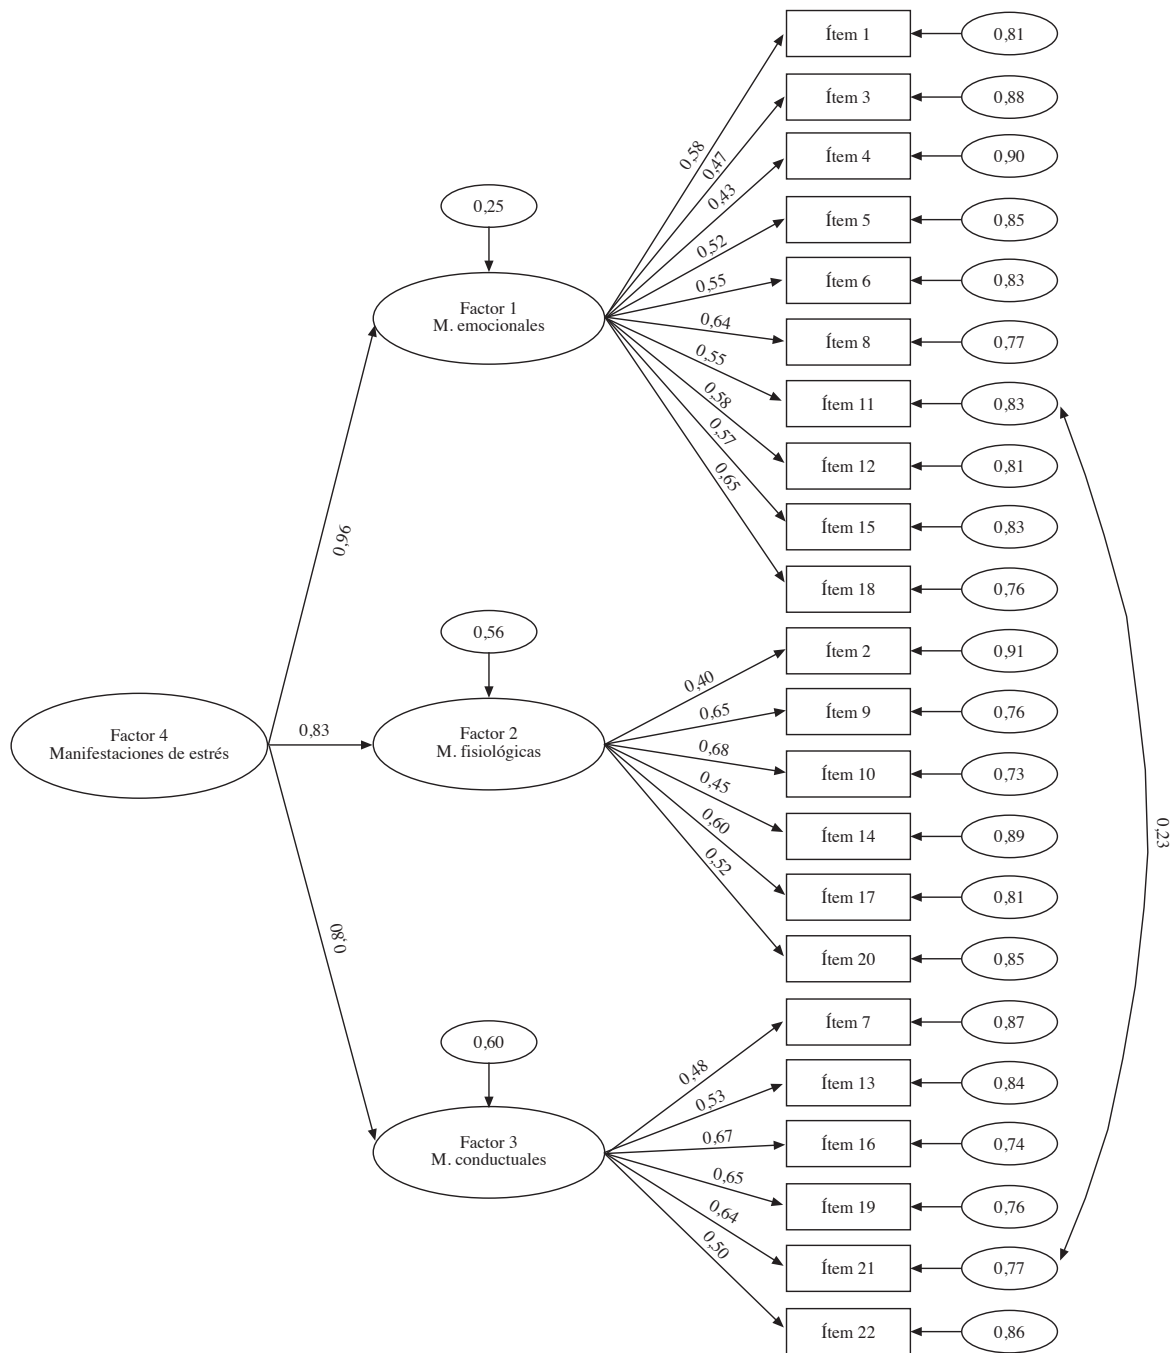 Ítem 1
0,81
Ítem 3
0,88
0,58
0,47
Ítem 4
0,90
0,43
0,25
Ítem 5
0,85
0,52
Ítem 6
0,83
0,55
Factor 1
M. emocionales
0,64
Ítem 8
0,77
0,55
Ítem 11
0,83
0,58
0,57
Ítem 12
0,81
0,65
Ítem 15
0,83
0,96
Ítem 18
0,76
0,56
Ítem 2
0,91
0,40
0,65
Ítem 9
0,76
Factor 4
Manifestaciones de estrés
0,83
Factor 2
M. fisiológicas
0,68
Ítem 10
0,73
0,45
0,60
Ítem 14
0,89
0,23
0,52
Ítem 17
0,81
0,80
Ítem 20
0,85
0,60
Ítem 7
0,87
0,48
Ítem 13
0,84
0,53
Factor 3
M. conductuales
0,67
Ítem 16
0,74
0,65
Ítem 19
0,76
0,64
0,50
Ítem 21
0,77
Ítem 22
0,86